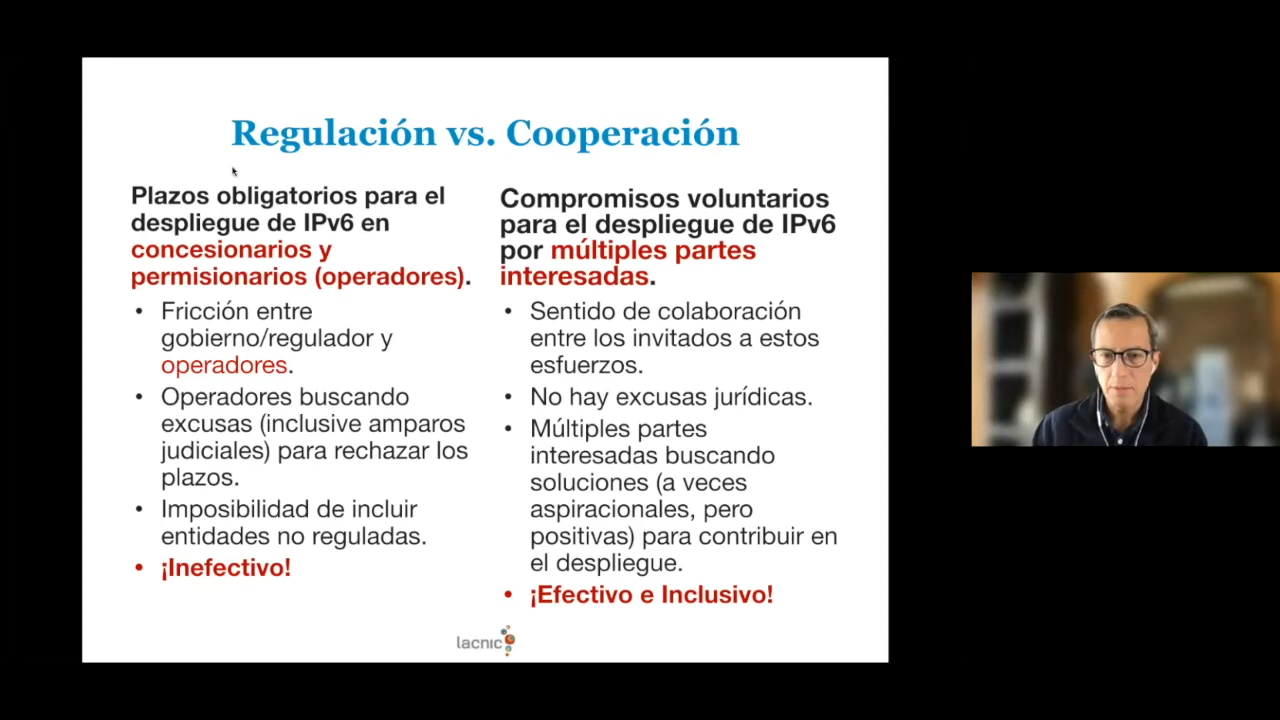 Regulación vs. Cooperación
Plazos obligatorios para el
despliegue de IPv6 en
concesionarios y
permisionarios (operadores).
• Fricción entre
gobierno/regulador y
operadores.
• Operadores buscando
excusas (inclusive amparos
judiciales) para rechazar los
plazos.
• Imposibilidad de incluir
entidades no reguladas.
• ¡Inefectivo!
Compromisos voluntarios
para el despliegue de IPv6
por múltiples partes
interesadas.
• Sentido de colaboración
entre los invitados a estos
esfuerzos.
• No hay excusas jurídicas.
• Múltiples partes
interesadas buscando
soluciones (a veces
aspiracionales, pero
positivas) para contribuir en
el despliegue.
• ¡Efectivo e Inclusivo!
lacnic